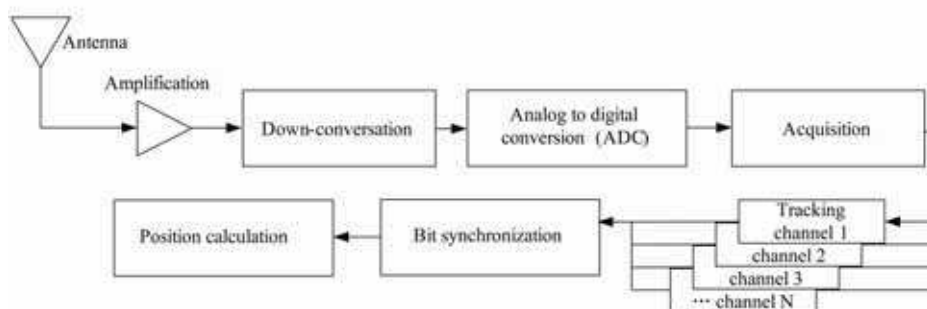 Antenna
Amplification
Down-conversation
Analog to digital
conversion (ADC)
Acquisition
Position calculation
Bit synchronization
Tracking
channel 1
channel 2
channel 3
··· channel N